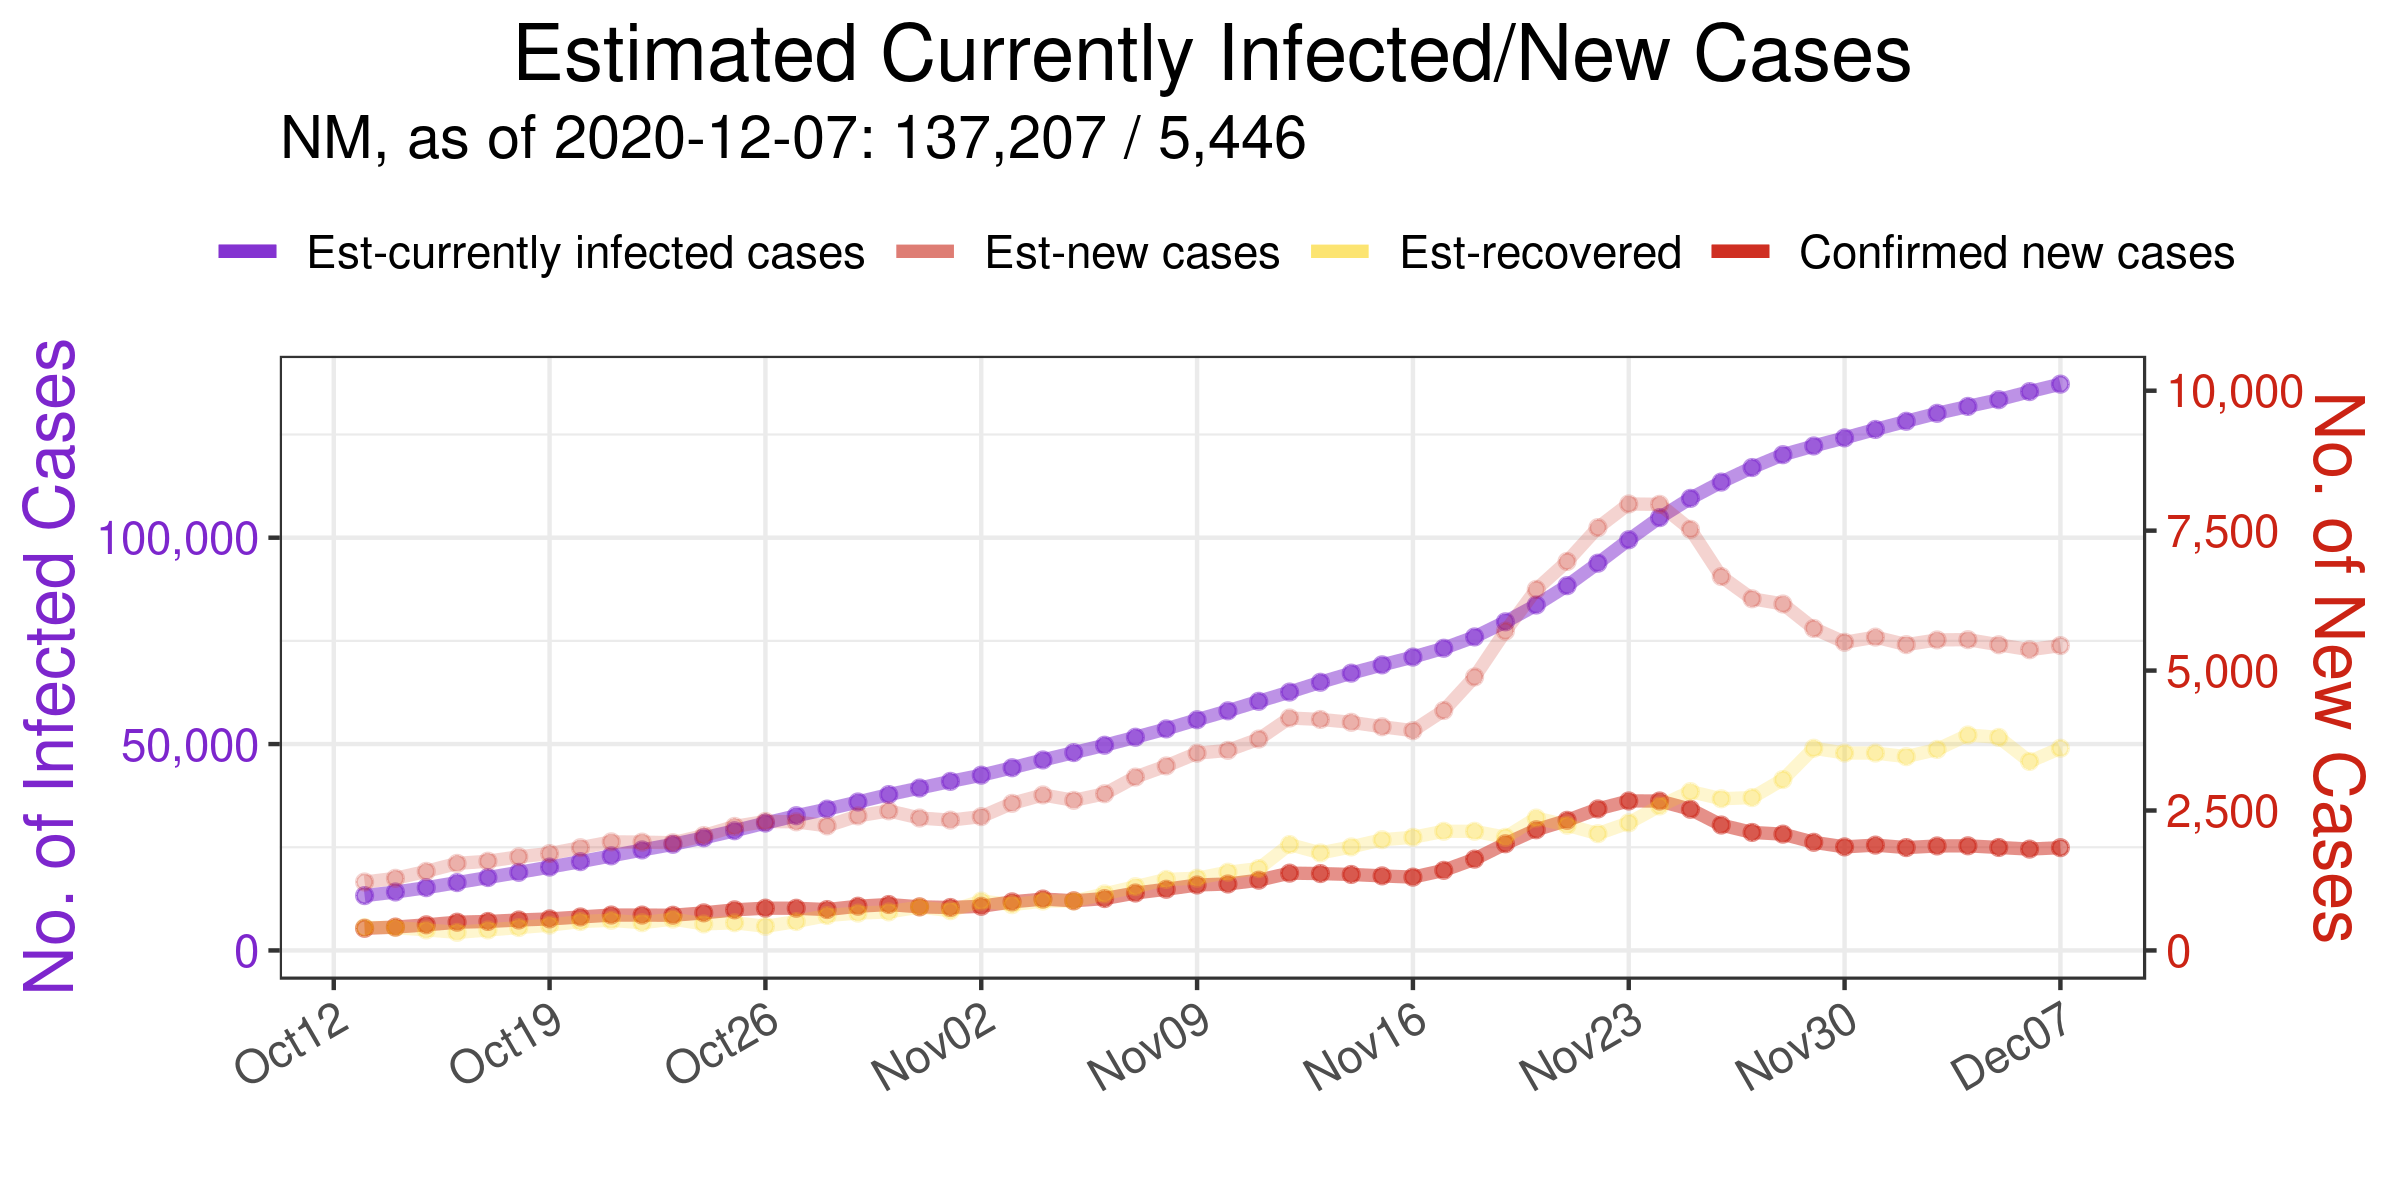 Estimated Currently Infected/New Cases
NM, as of 2020-12-07: 137,207 / 5,446
Est-currently infected cases Est-new cases Est-recovered Confirmed new cases
No. of Infected Cases
100,000
50,000
0
10,000
7,500
5,000
2,500
0
No. of New Cases
Oct12 Oct19 Oct26 Nov02 Nov09 Nov16 Nov23 Nov30 Dec07